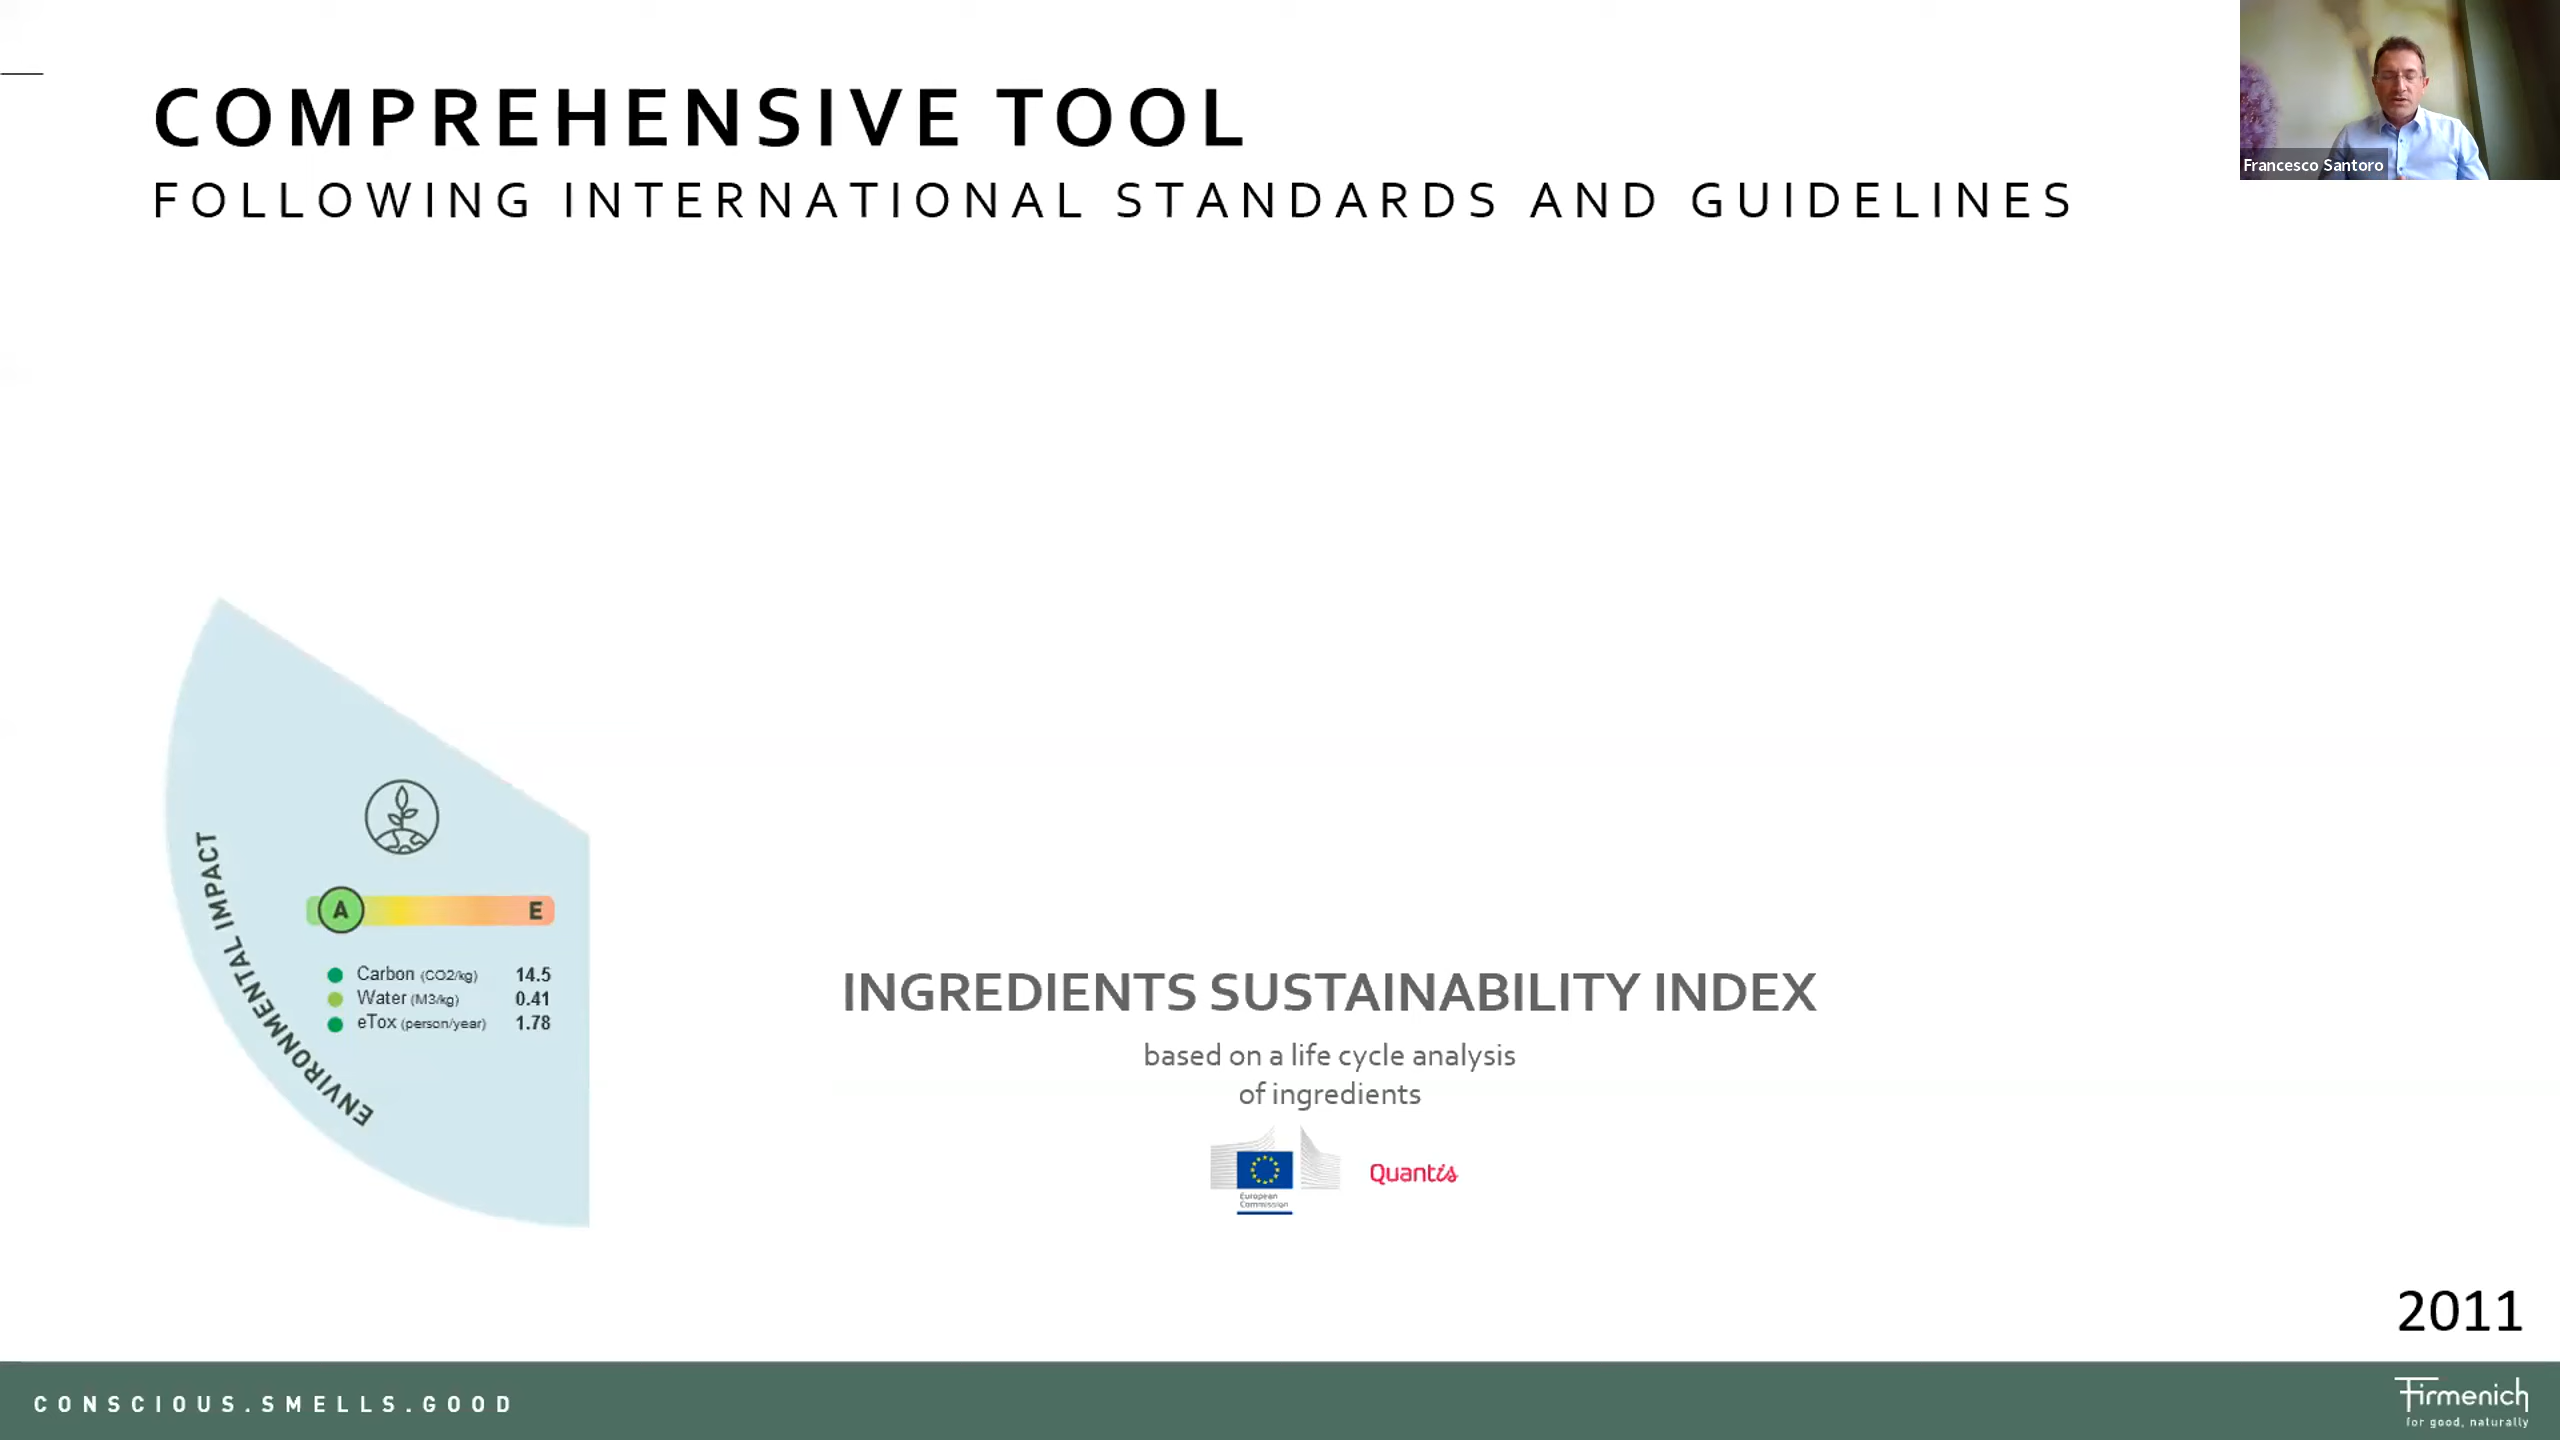 COMPREHENSIVE TOOL
FOLLOWING INTERNATIONAL STANDARDS AND GUIDELINES
Francesco Santoro
ENVIRONMENTAL IMPACT
A E
Carbon (CO2/kg) 14.5
Water (M3/kg) 0.41
eTox (person/year) 1.78
INGREDIENTS SUSTAINABILITY INDEX
based on a life cycle analysis
of ingredients
European
Commission
Quantis
2011
CONSCIOUS.SMELLS.GOOD
Firmenich
for good, naturally